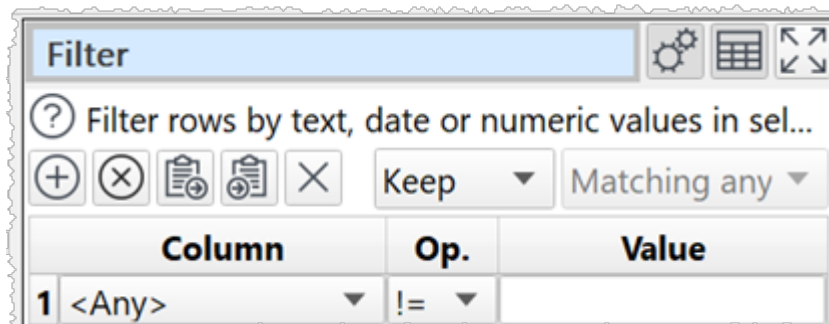 Filter
Filter rows by text, date or numeric values in sel...
Keep Matching any
Column Op. Value
1 <Any> !=